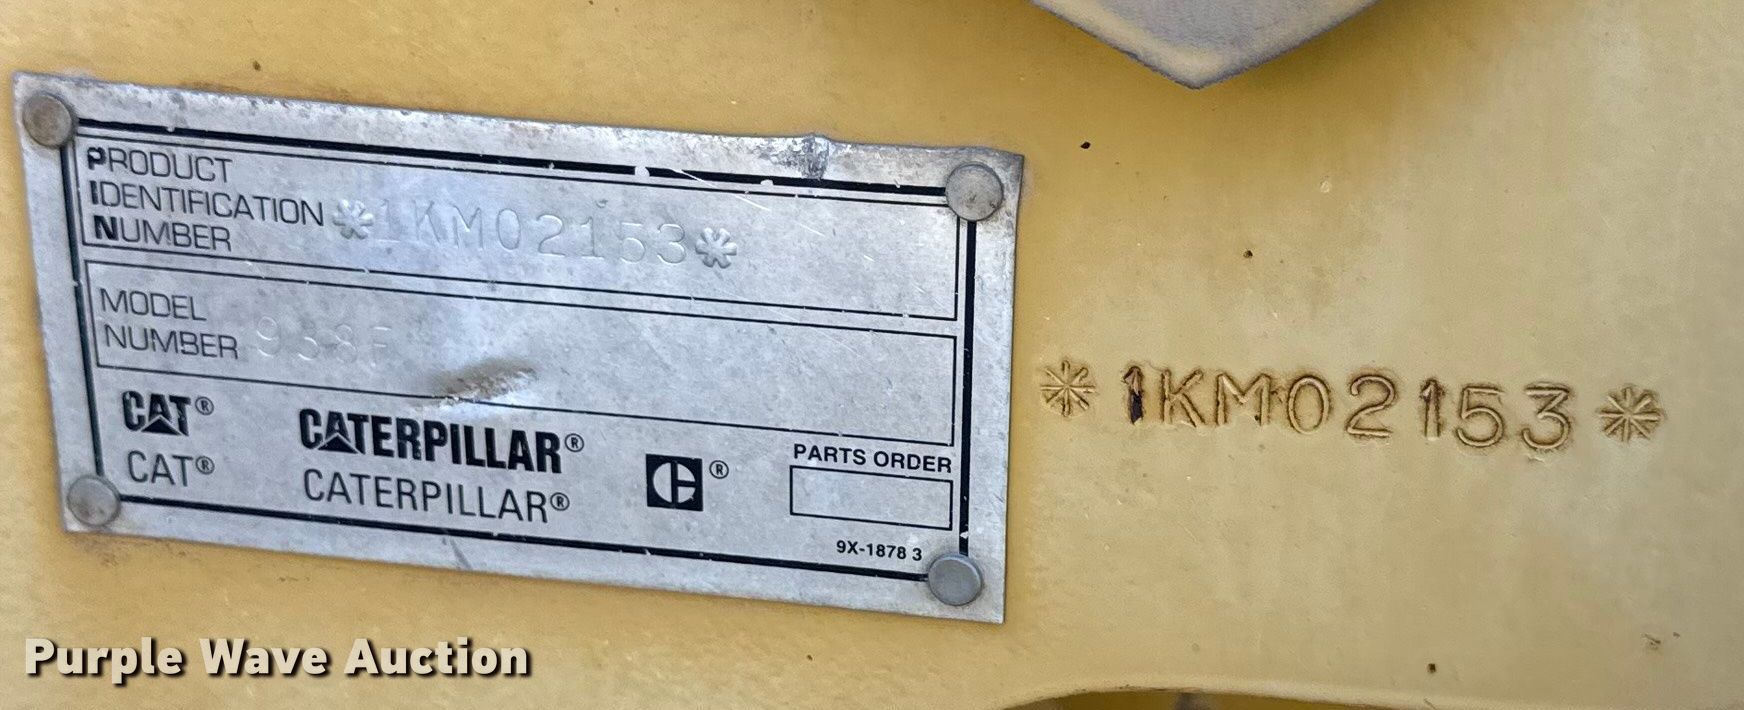 PRODUCT
IDENTIFICATION
NUMBER
*1KM02153*
MODEL
NUMBER
938F
CAT® CATERPILLAR®
CAT® CATERPILLAR®
®
PARTS ORDER
9X-1878 3
*1KM02153*
Purple Wave Auction